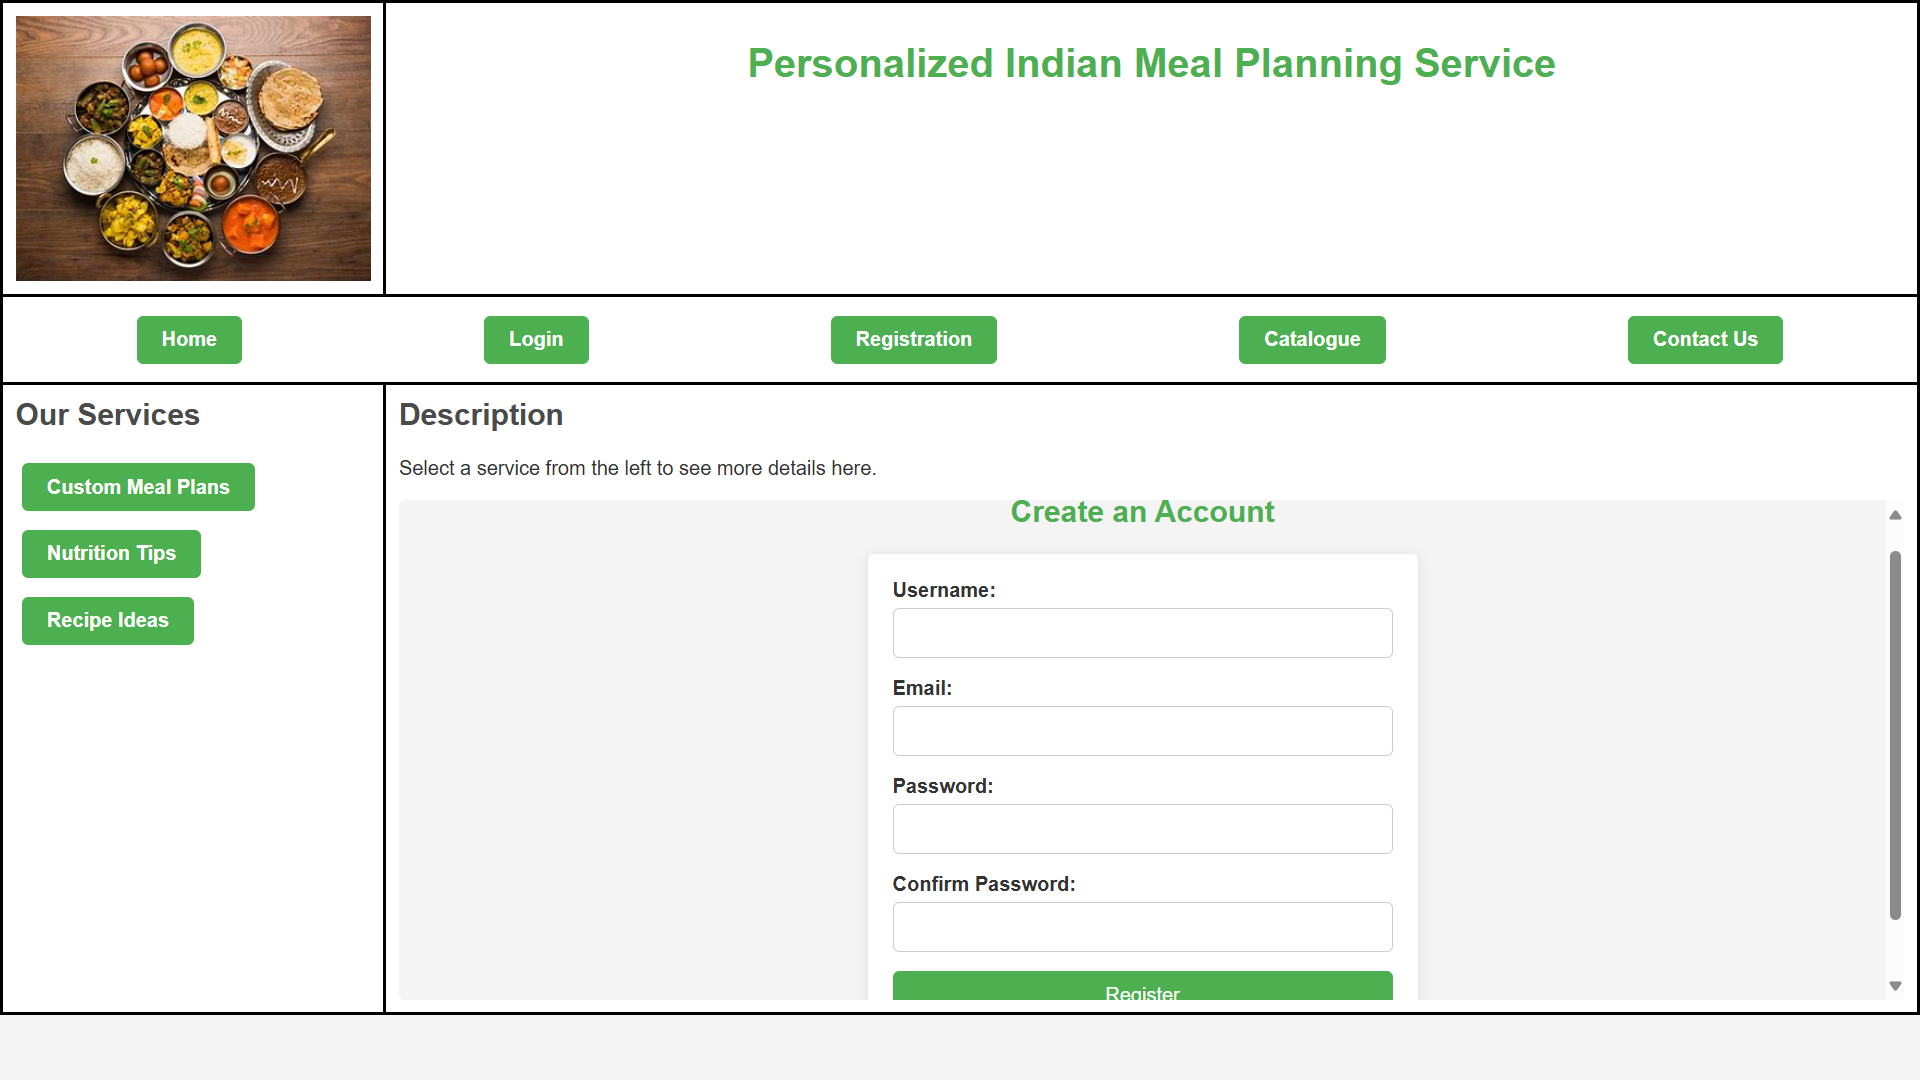 Personalized Indian Meal Planning Service
Home
Login
Registration
Catalogue
Contact Us
Our Services
Custom Meal Plans
Nutrition Tips
Recipe Ideas
Description
Select a service from the left to see more details here.
Create an Account
Username:
Email:
Password:
Confirm Password:
Register